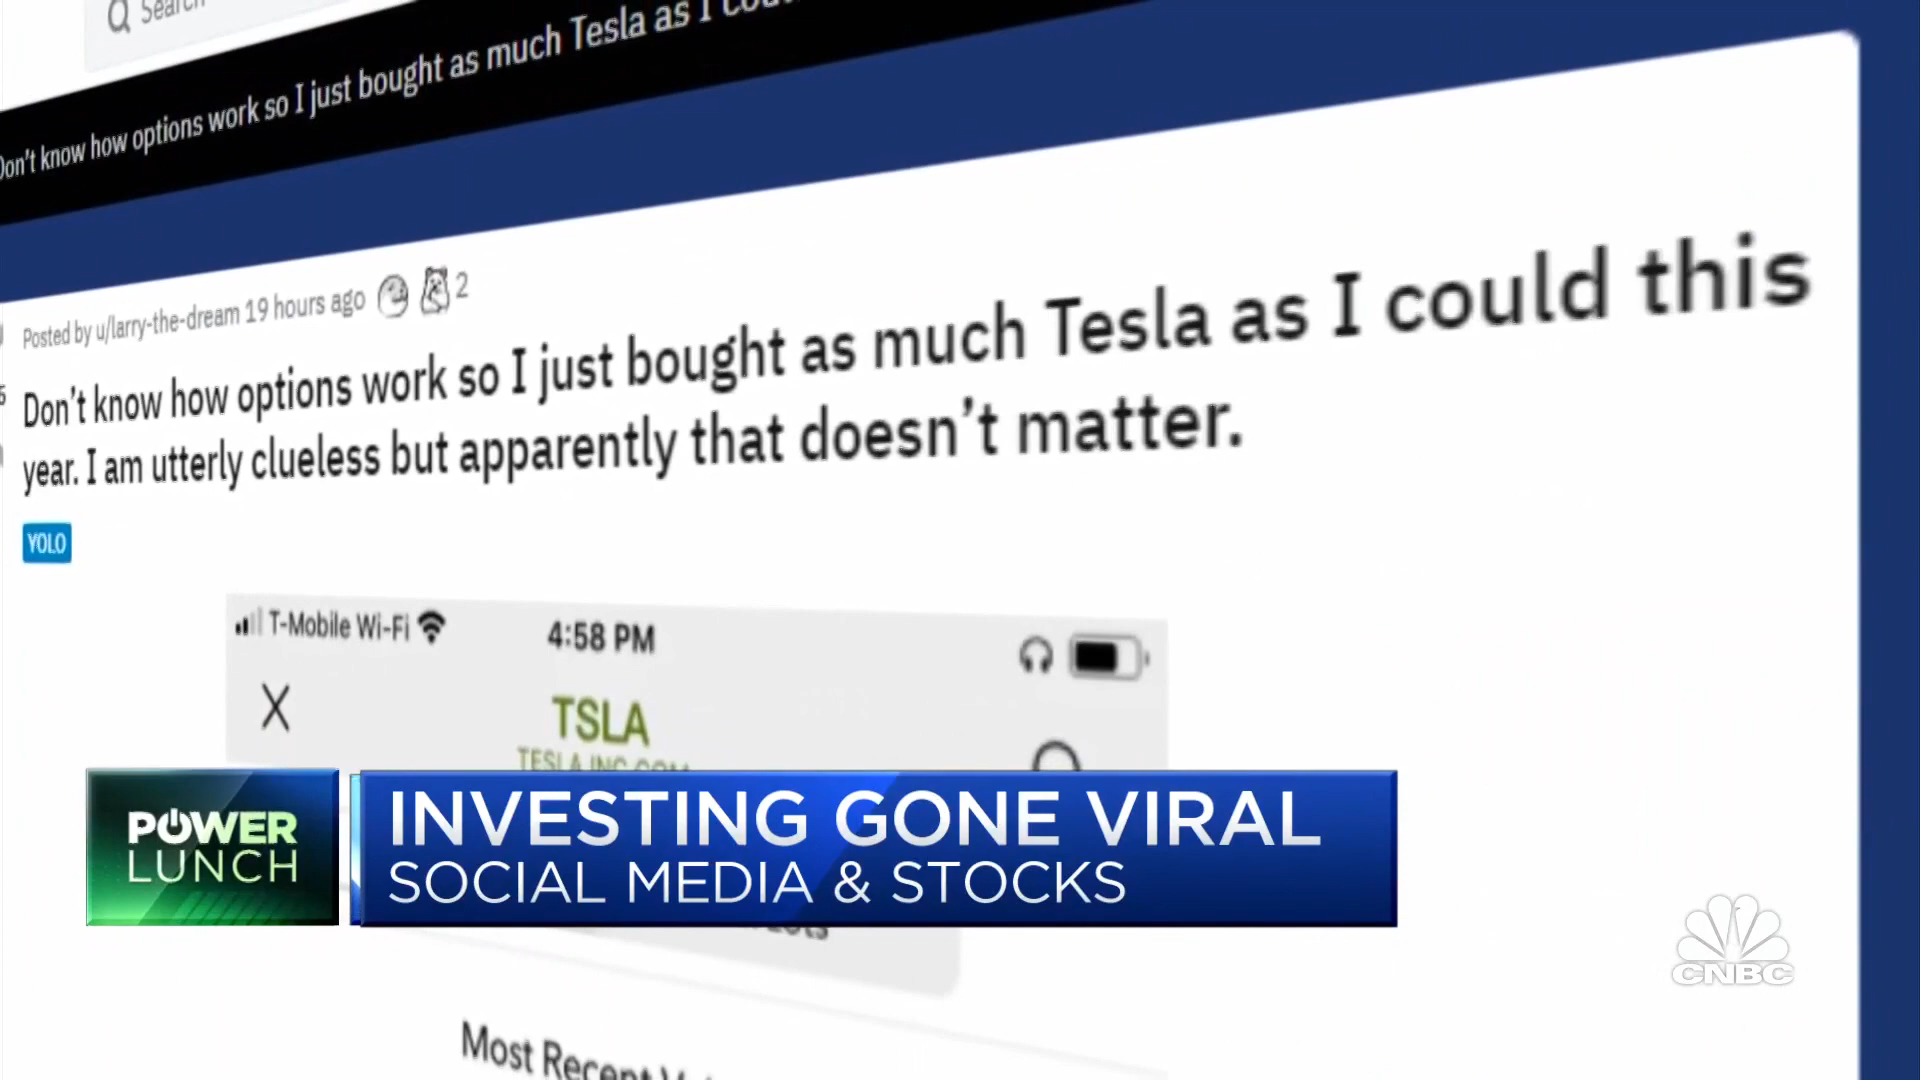 Search
Don't know how options work so I just bought as much Tesla as I
Posted by u/larry-the-dream 19 hours ago 2
Don't know how options work so I just bought as much Tesla as I could this
year. I am utterly clueless but apparently that doesn't matter.
YOLO
T-Mobile Wi-Fi 4:58 PM
X
TSLA
TESLA INC COM
POWER
LUNCH
INVESTING GONE VIRAL
SOCIAL MEDIA & STOCKS
CNBC
Most Recent